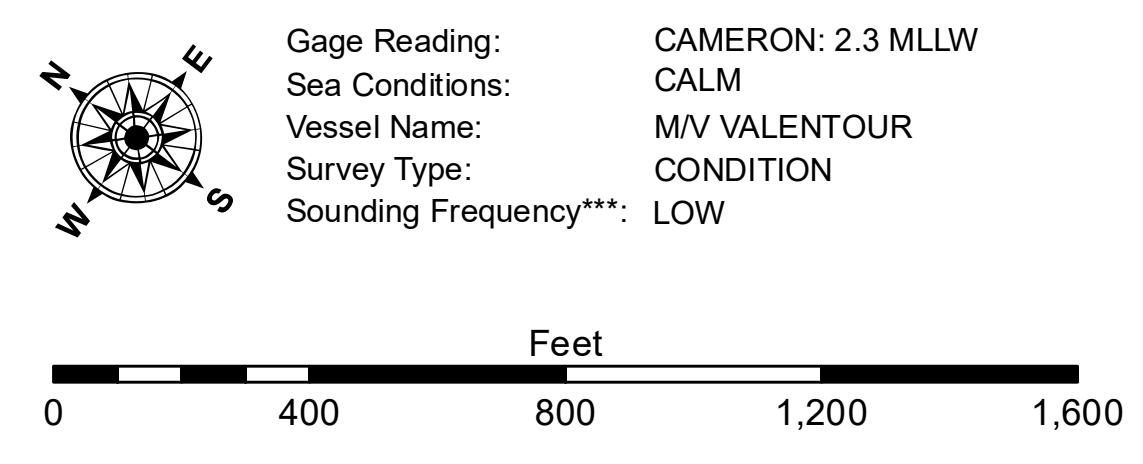 N E
W S
Gage Reading: CAMERON: 2.3 MLLW
Sea Conditions: CALM
Vessel Name: M/V VALENTOUR
Survey Type: CONDITION
Sounding Frequency***: LOW
Feet
0 400 800 1,200 1,600